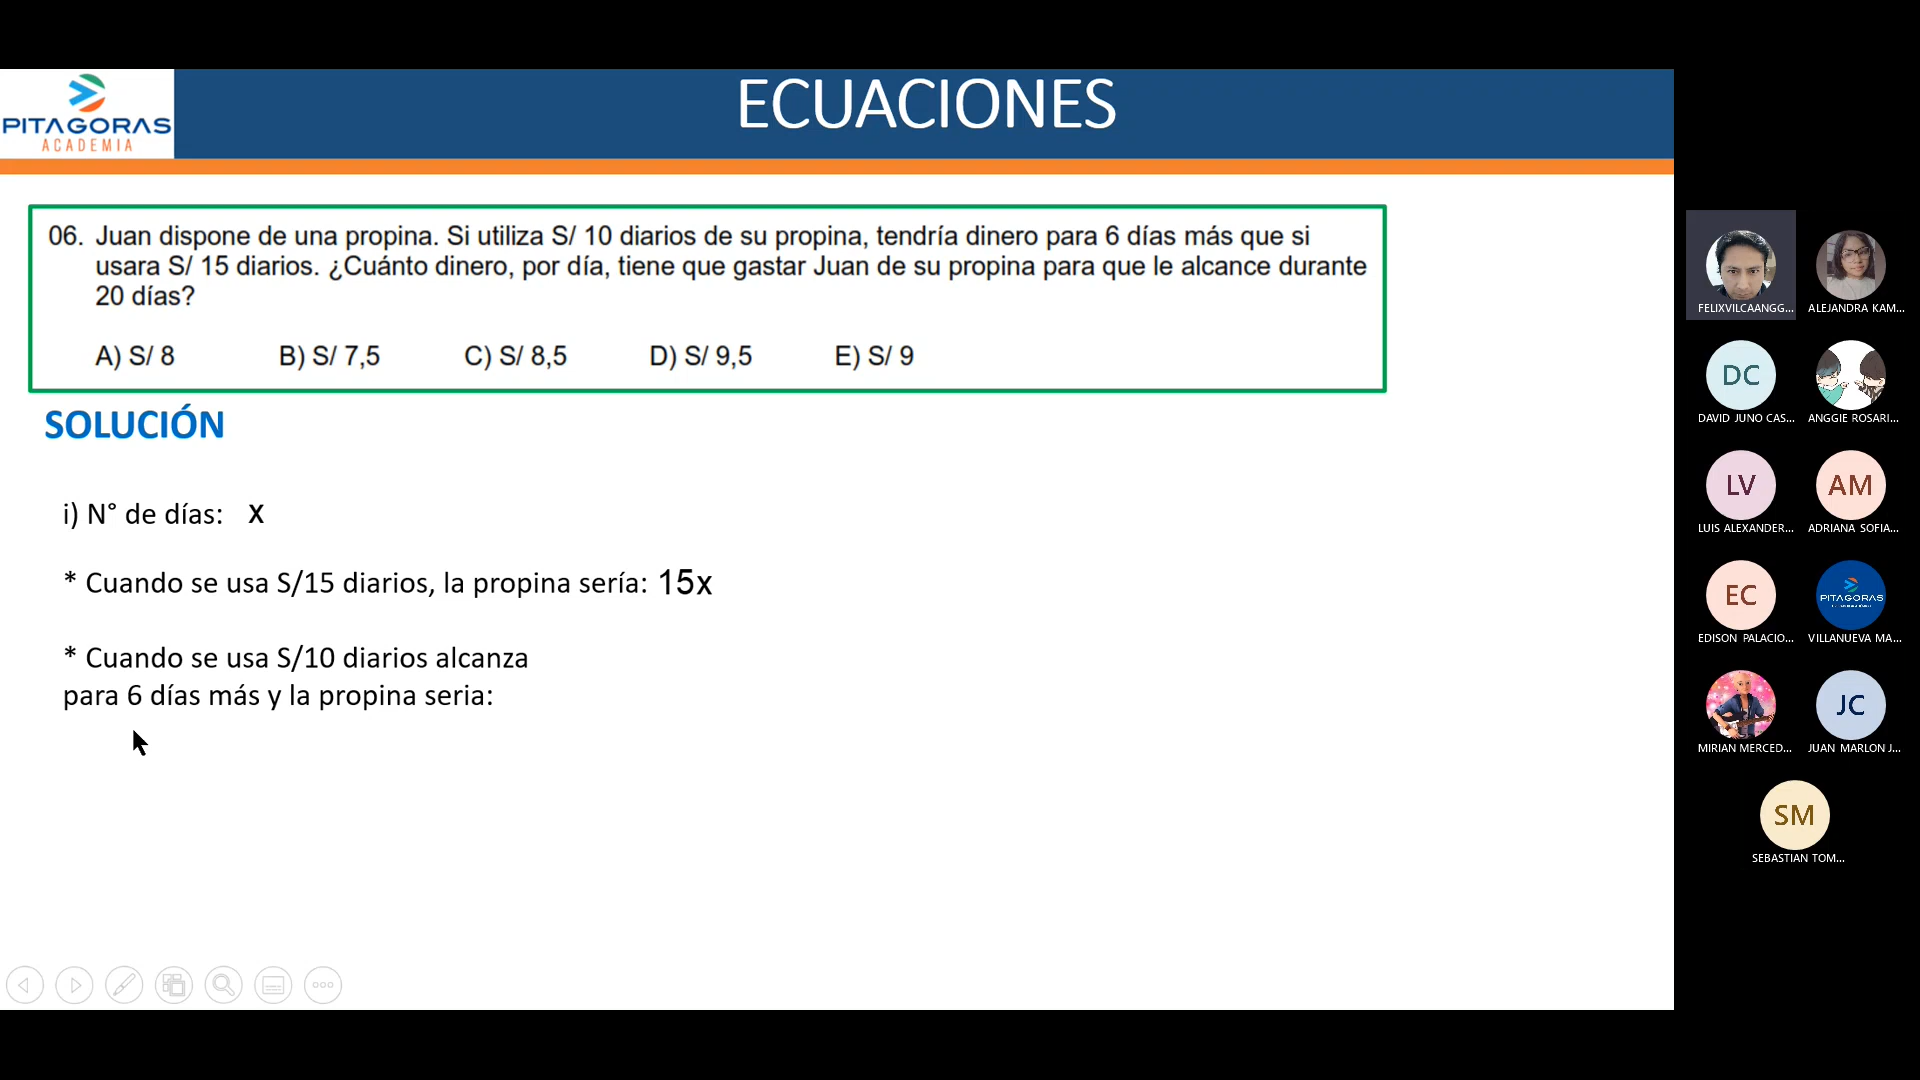 PITAGORAS
ACADEMIA
ECUACIONES
06. Juan dispone de una propina. Si utiliza S/ 10 diarios de su propina, tendría dinero para 6 días más que si
usara S/ 15 diarios. ¿Cuánto dinero, por día, tiene que gastar Juan de su propina para que le alcance durante
20 días?
A) S/ 8 B) S/ 7,5 C) S/ 8,5 D) S/ 9,5 E) S/ 9
SOLUCIÓN
i) N° de días: x
* Cuando se usa S/15 diarios, la propina sería: 15x
* Cuando se usa S/10 diarios alcanza
para 6 días más y la propina seria:
FELIXVILCAANGG...
ALEJANDRA KAM...
DC
DAVID JUNO CAS...
ANGGIE ROSARI...
LV
LUIS ALEXANDER...
AM
ADRIANA SOFIA...
EC
EDISON PALACIO...
PITAGORAS
VILLANUEVA MA...
MIRIAN MERCED...
JC
JUAN MARLON J...
SM
SEBASTIAN TOM...